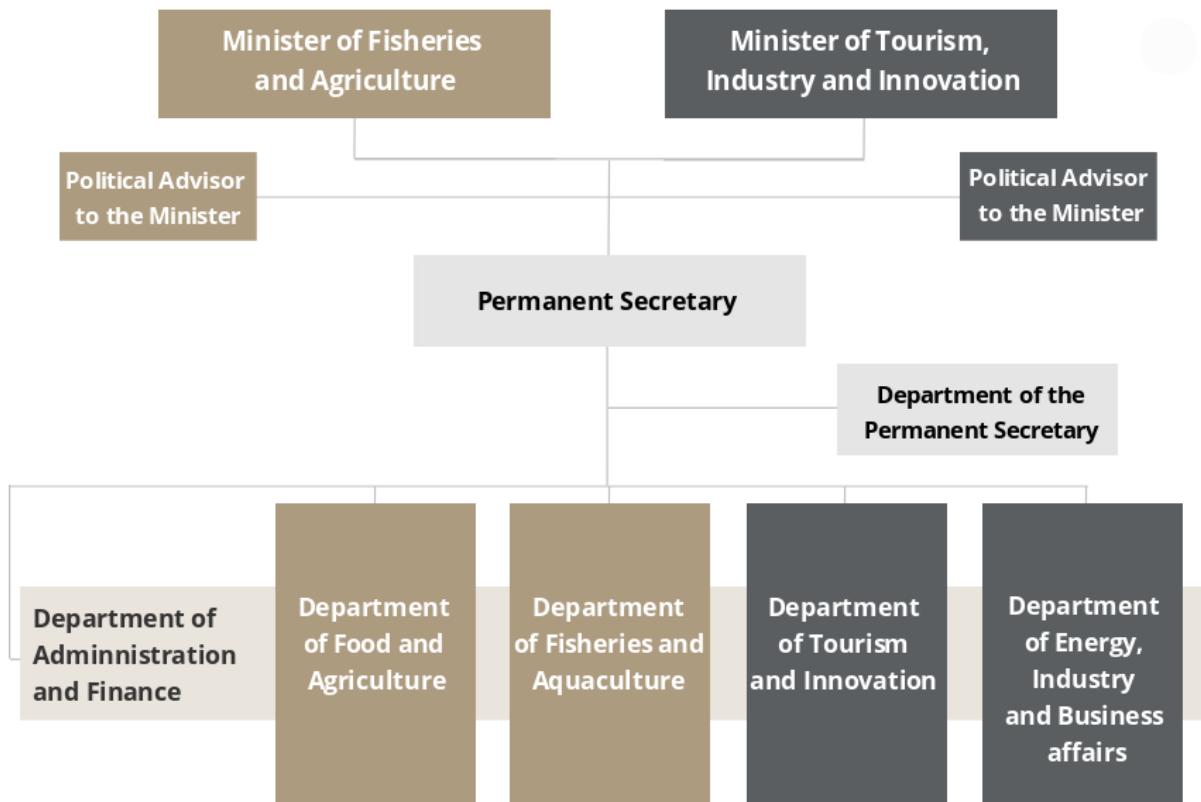 Minister of Fisheries
and Agriculture
Minister of Tourism,
Industry and Innovation
Political Advisor
to the Minister
Political Advisor
to the Minister
Permanent Secretary
Department of the
Permanent Secretary
Department of
Adminnistration
and Finance
Department
of Food and
Agriculture
Department
of Fisheries and
Aquaculture
Department
of Tourism
and Innovation
Department
of Energy,
Industry
and Business
affairs